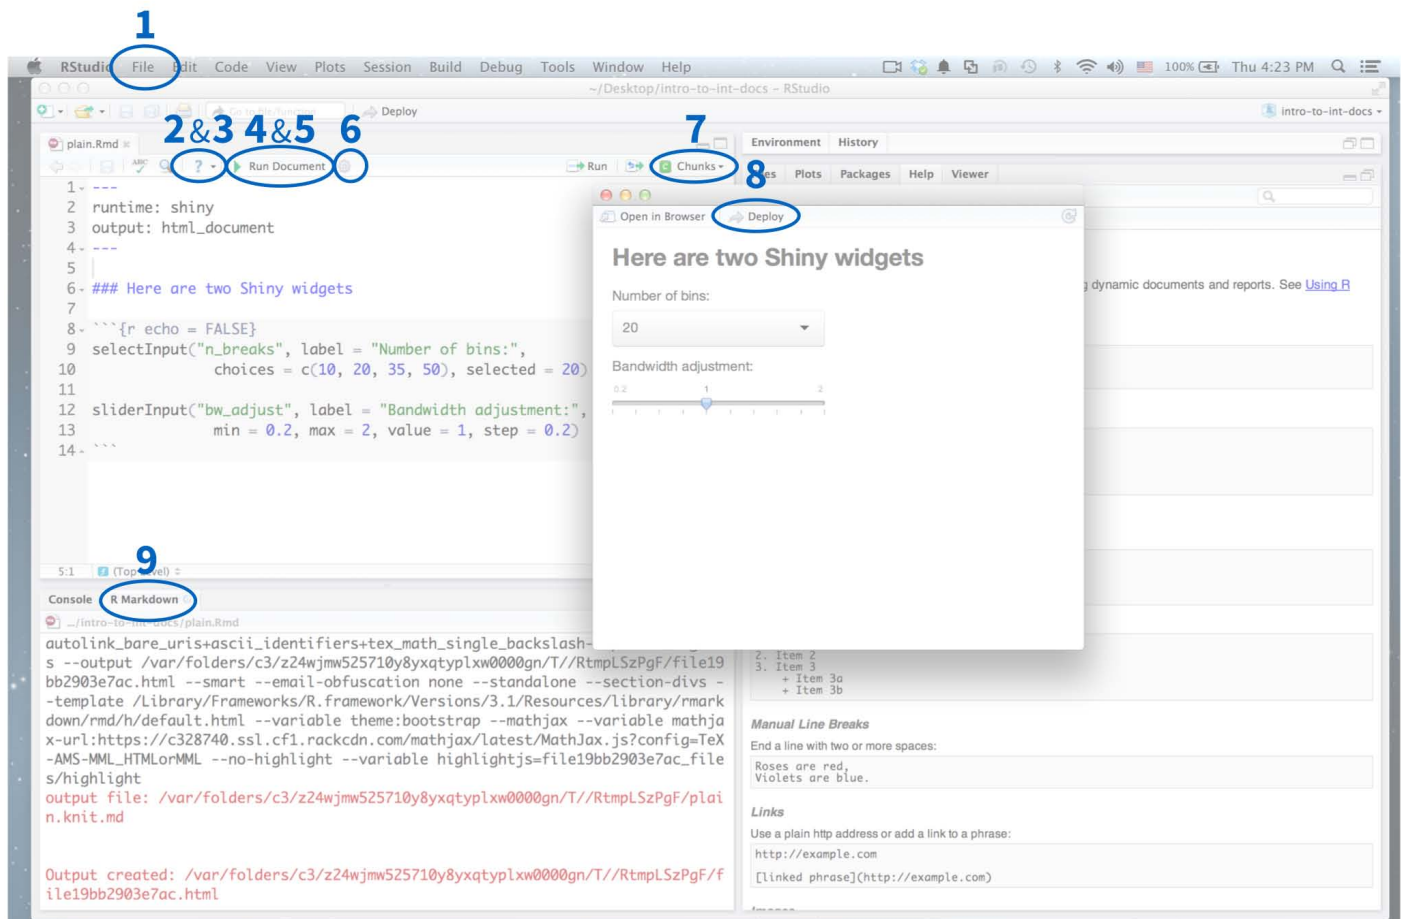 1
RStudio File Edit Code View Plots Session Build Debug Tools Window Help 100% Thu 4:23 PM
~/Desktop/intro-to-int-docs – RStudio
Go to file/function Deploy intro-to-int-docs
2&3 4&5 6 7
plain.Rmd Environment History
ABC ? Run Document Run Chunks
8
Plots Packages Help Viewer
1 ---
2 runtime: shiny
3 output: html_document
4 ---
5
6 ### Here are two Shiny widgets
7
8 ```{r echo = FALSE}
9 selectInput("n_breaks", label = "Number of bins:",
10 choices = c(10, 20, 35, 50), selected = 20)
11
12 sliderInput("bw_adjust", label = "Bandwidth adjustment:",
13 min = 0.2, max = 2, value = 1, step = 0.2)
14 ```
5:1 (Top Level)
Open in Browser Deploy
Here are two Shiny widgets
Number of bins:
20
Bandwidth adjustment:
0.2 1 2
dynamic documents and reports. See Using R
9
Console R Markdown
.../intro-to-int-docs/plain.Rmd
autolink_bare_uris+ascii_identifiers+tex_math_single_backslash-
s --output /var/folders/c3/z24wjmw525710y8yxqtyplxw0000gn/T//RtmpLSzPgF/file19
bb2903e7ac.html --smart --email-obfuscation none --standalone --section-divs -
-template /Library/Frameworks/R.framework/Versions/3.1/Resources/library/rmark
down/rmd/h/default.html --variable theme:bootstrap --mathjax --variable mathja
x-url:https://c328740.ssl.cf1.rackcdn.com/mathjax/latest/MathJax.js?config=TeX
-AMS-MML_HTMLorMML --no-highlight --variable highlightjs=file19bb2903e7ac_file
s/highlight
output file: /var/folders/c3/z24wjmw525710y8yxqtyplxw0000gn/T//RtmpLSzPgF/plai
n.knit.md
Output created: /var/folders/c3/z24wjmw525710y8yxqtyplxw0000gn/T//RtmpLSzPgF/f
ile19bb2903e7ac.html
2. Item 2
3. Item 3
+ Item 3a
+ Item 3b
Manual Line Breaks
End a line with two or more spaces:
Roses are red,
Violets are blue.
Links
Use a plain http address or add a link to a phrase:
http://example.com
[linked phrase](http://example.com)